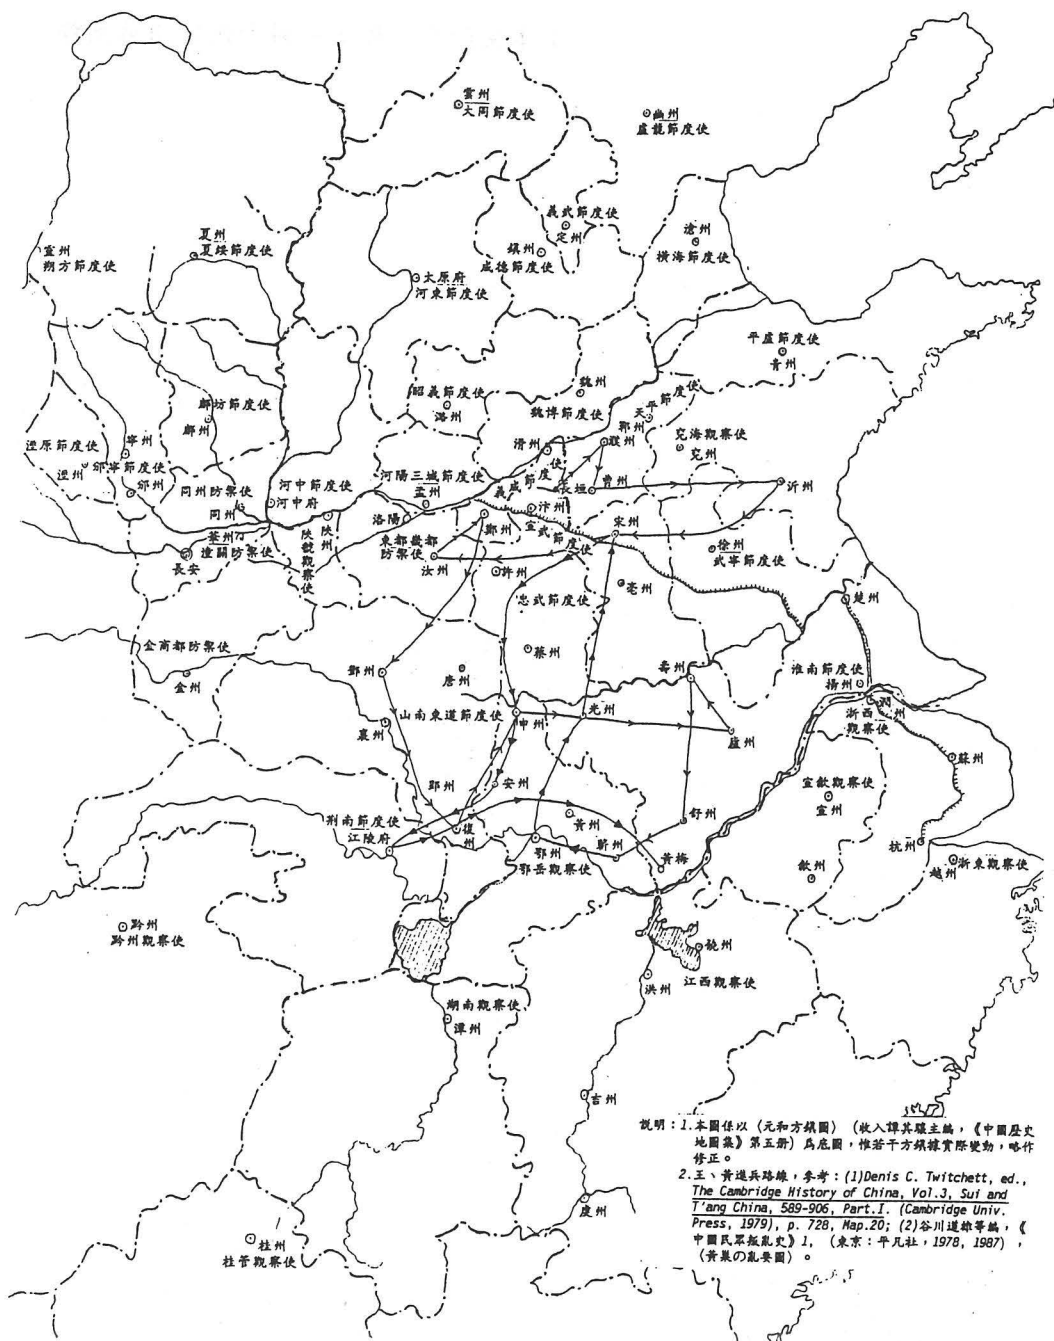 雲州
大同節度使
幽州
盧龍節度使
義武節度使
定州
滄州
橫海節度使
鎮州
成德節度使
夏州
夏綏節度使
靈州
朔方節度使
太原府
河東節度使
平盧節度使
青州
昭義節度使
潞州
魏州
魏博節度使
天平節度使
鄆州
鄜坊節度使
鄜州
滑州
濮州
兗海觀察使
兗州
涇原節度使
寧州
邠寧節度使
涇州
邠州
同州防禦使
同州
河中節度使
河中府
河陽三城節度使
孟州
義成節度使
長垣
曹州
沂州
華州
潼關防禦使
長安
陝州
陝虢觀察使
洛陽
東都畿都
防禦使
汝州
鄭州
汴州
宣武節度使
宋州
徐州
武寧節度使
許州
忠武節度使
亳州
楚州
金商都防禦使
金州
鄧州
唐州
蔡州
壽州
淮南節度使
揚州
山南東道節度使
襄州
申州
光州
廬州
潤州
浙西
觀察使
蘇州
郢州
安州
宣歙觀察使
宣州
荆南節度使
江陵府
復州
黃州
舒州
鄂州
鄂岳觀察使
蘄州
黃梅
杭州
越州
浙東觀察使
歙州
黔州
黔州觀察使
饒州
洪州
江西觀察使
湖南觀察使
潭州
吉州
虔州
桂州
桂管觀察使
説明：1.本圖係以〈元和方鎮圖〉（收入譚其驤主編，《中國歷史
地圖集》第五册）爲底圖，惟若干方鎮據實際變動，略作
修正。
2.王、黃進兵路線，參考：(1)Denis C. Twitchett, ed.,
The Cambridge History of China, Vol.3, Sui and
T'ang China, 589-906, Part.I. (Cambridge Univ.
Press, 1979), p. 728, Map.20; (2)谷川道雄等編，《
中國民眾叛亂史》1, （東京：平凡社，1978, 1987），
〈黃巢の亂要圖〉。